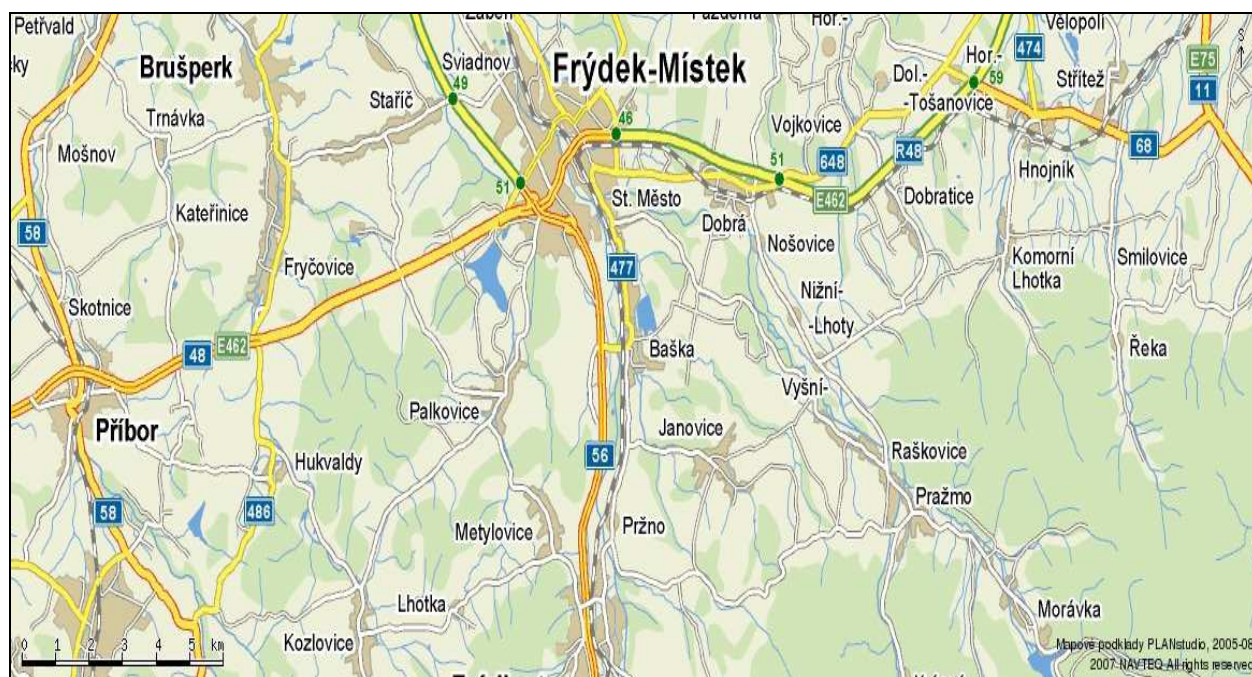 Petřvald
Brušperk
Sviadnov
49
Frýdek-Místek
Hor.-
474
Vělopolí
Hor.-
59
Střítež
E75
11
S
Dol.-
-Tošanovice
Staříč
Trnávka
46
Vojkovice
648
R48
68
Mošnov
Hnojník
51
51
E462
St. Město
Dobrá
Dobratice
Kateřinice
58
Nošovice
Fryčovice
477
Komorní
Lhotka
Smilovice
Skotnice
Nižní-
-Lhoty
E462
48
Baška
Řeka
Vyšní-
Palkovice
Příbor
Janovice
56
Raškovice
Hukvaldy
Pražmo
58
486
Metylovice
Pržno
Lhotka
Morávka
Kozlovice
0 1 2 3 4 5 km
Mapové podklady PLANstudio, 2005-08
2007 NAVTEQ All rights reserved